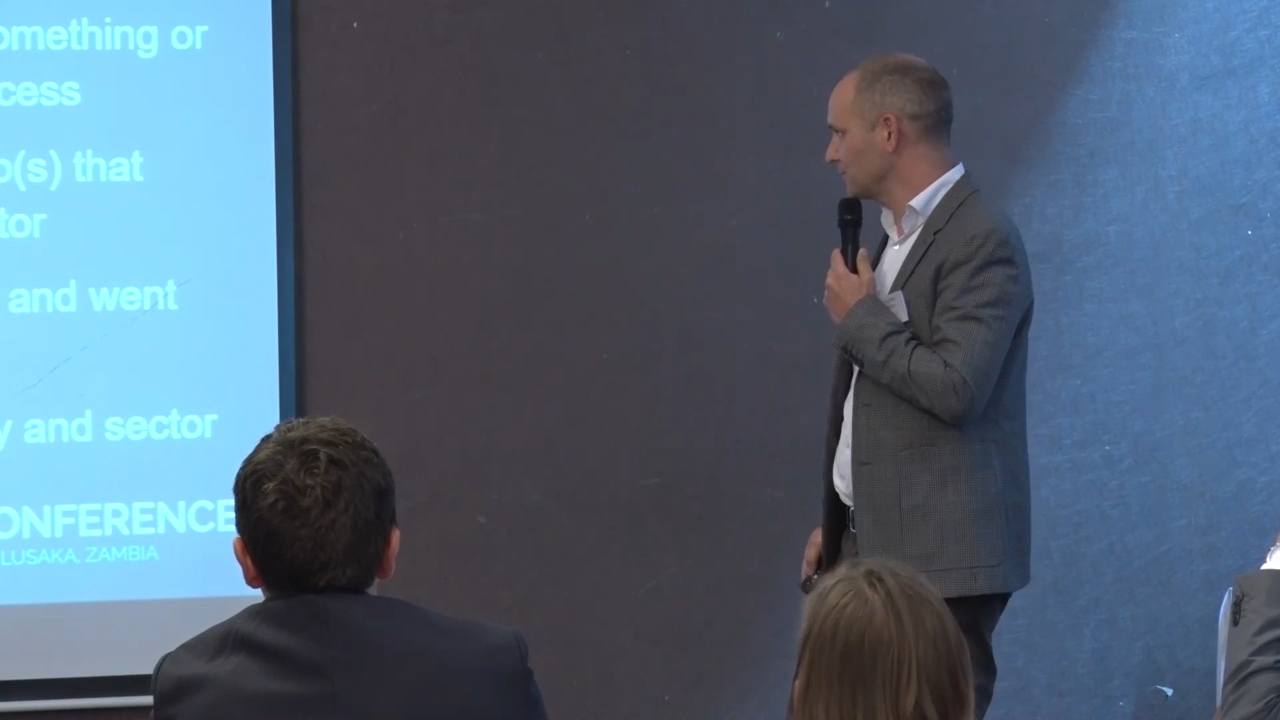 omething or
cess
o(s) that
tor
and went
y and sector
ONFERENCE
LUSAKA, ZAMBIA